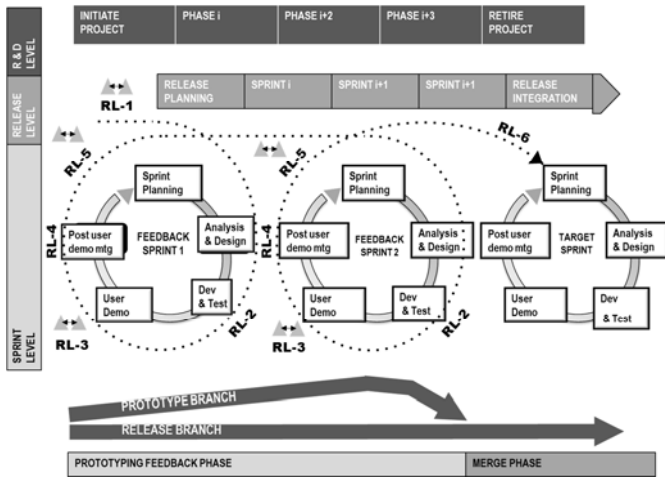 R & D
LEVEL
INITIATE
PROJECT
PHASE i
PHASE i+2
PHASE i+3
RETIRE
PROJECT
RELEASE
LEVEL
RL-1
RELEASE
PLANNING
SPRINT i
SPRINT i+1
SPRINT i+1
RELEASE
INTEGRATION
SPRINT
LEVEL
RL-5
RL-4
RL-3
RL-2
Sprint
Planning
Post user
demo mtg
FEEDBACK
SPRINT 1
Analysis
& Design
User
Demo
Dev
& Test
RL-5
RL-4
RL-3
RL-2
Sprint
Planning
Post user
demo mtg
FEEDBACK
SPRINT 2
Analysis
& Design
User
Demo
Dev
& Test
RL-6
Sprint
Planning
Post user
demo mtg
TARGET
SPRINT
Analysis
& Design
User
Demo
Dev
& Test
PROTOTYPE BRANCH
RELEASE BRANCH
PROTOTYPING FEEDBACK PHASE
MERGE PHASE